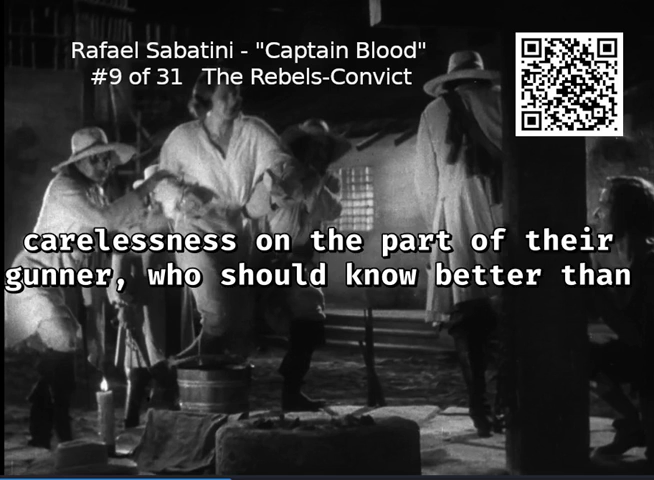 Rafael Sabatini - "Captain Blood"
#9 of 31 The Rebels-Convict
carelessness on the part of their
gunner, who should know better than